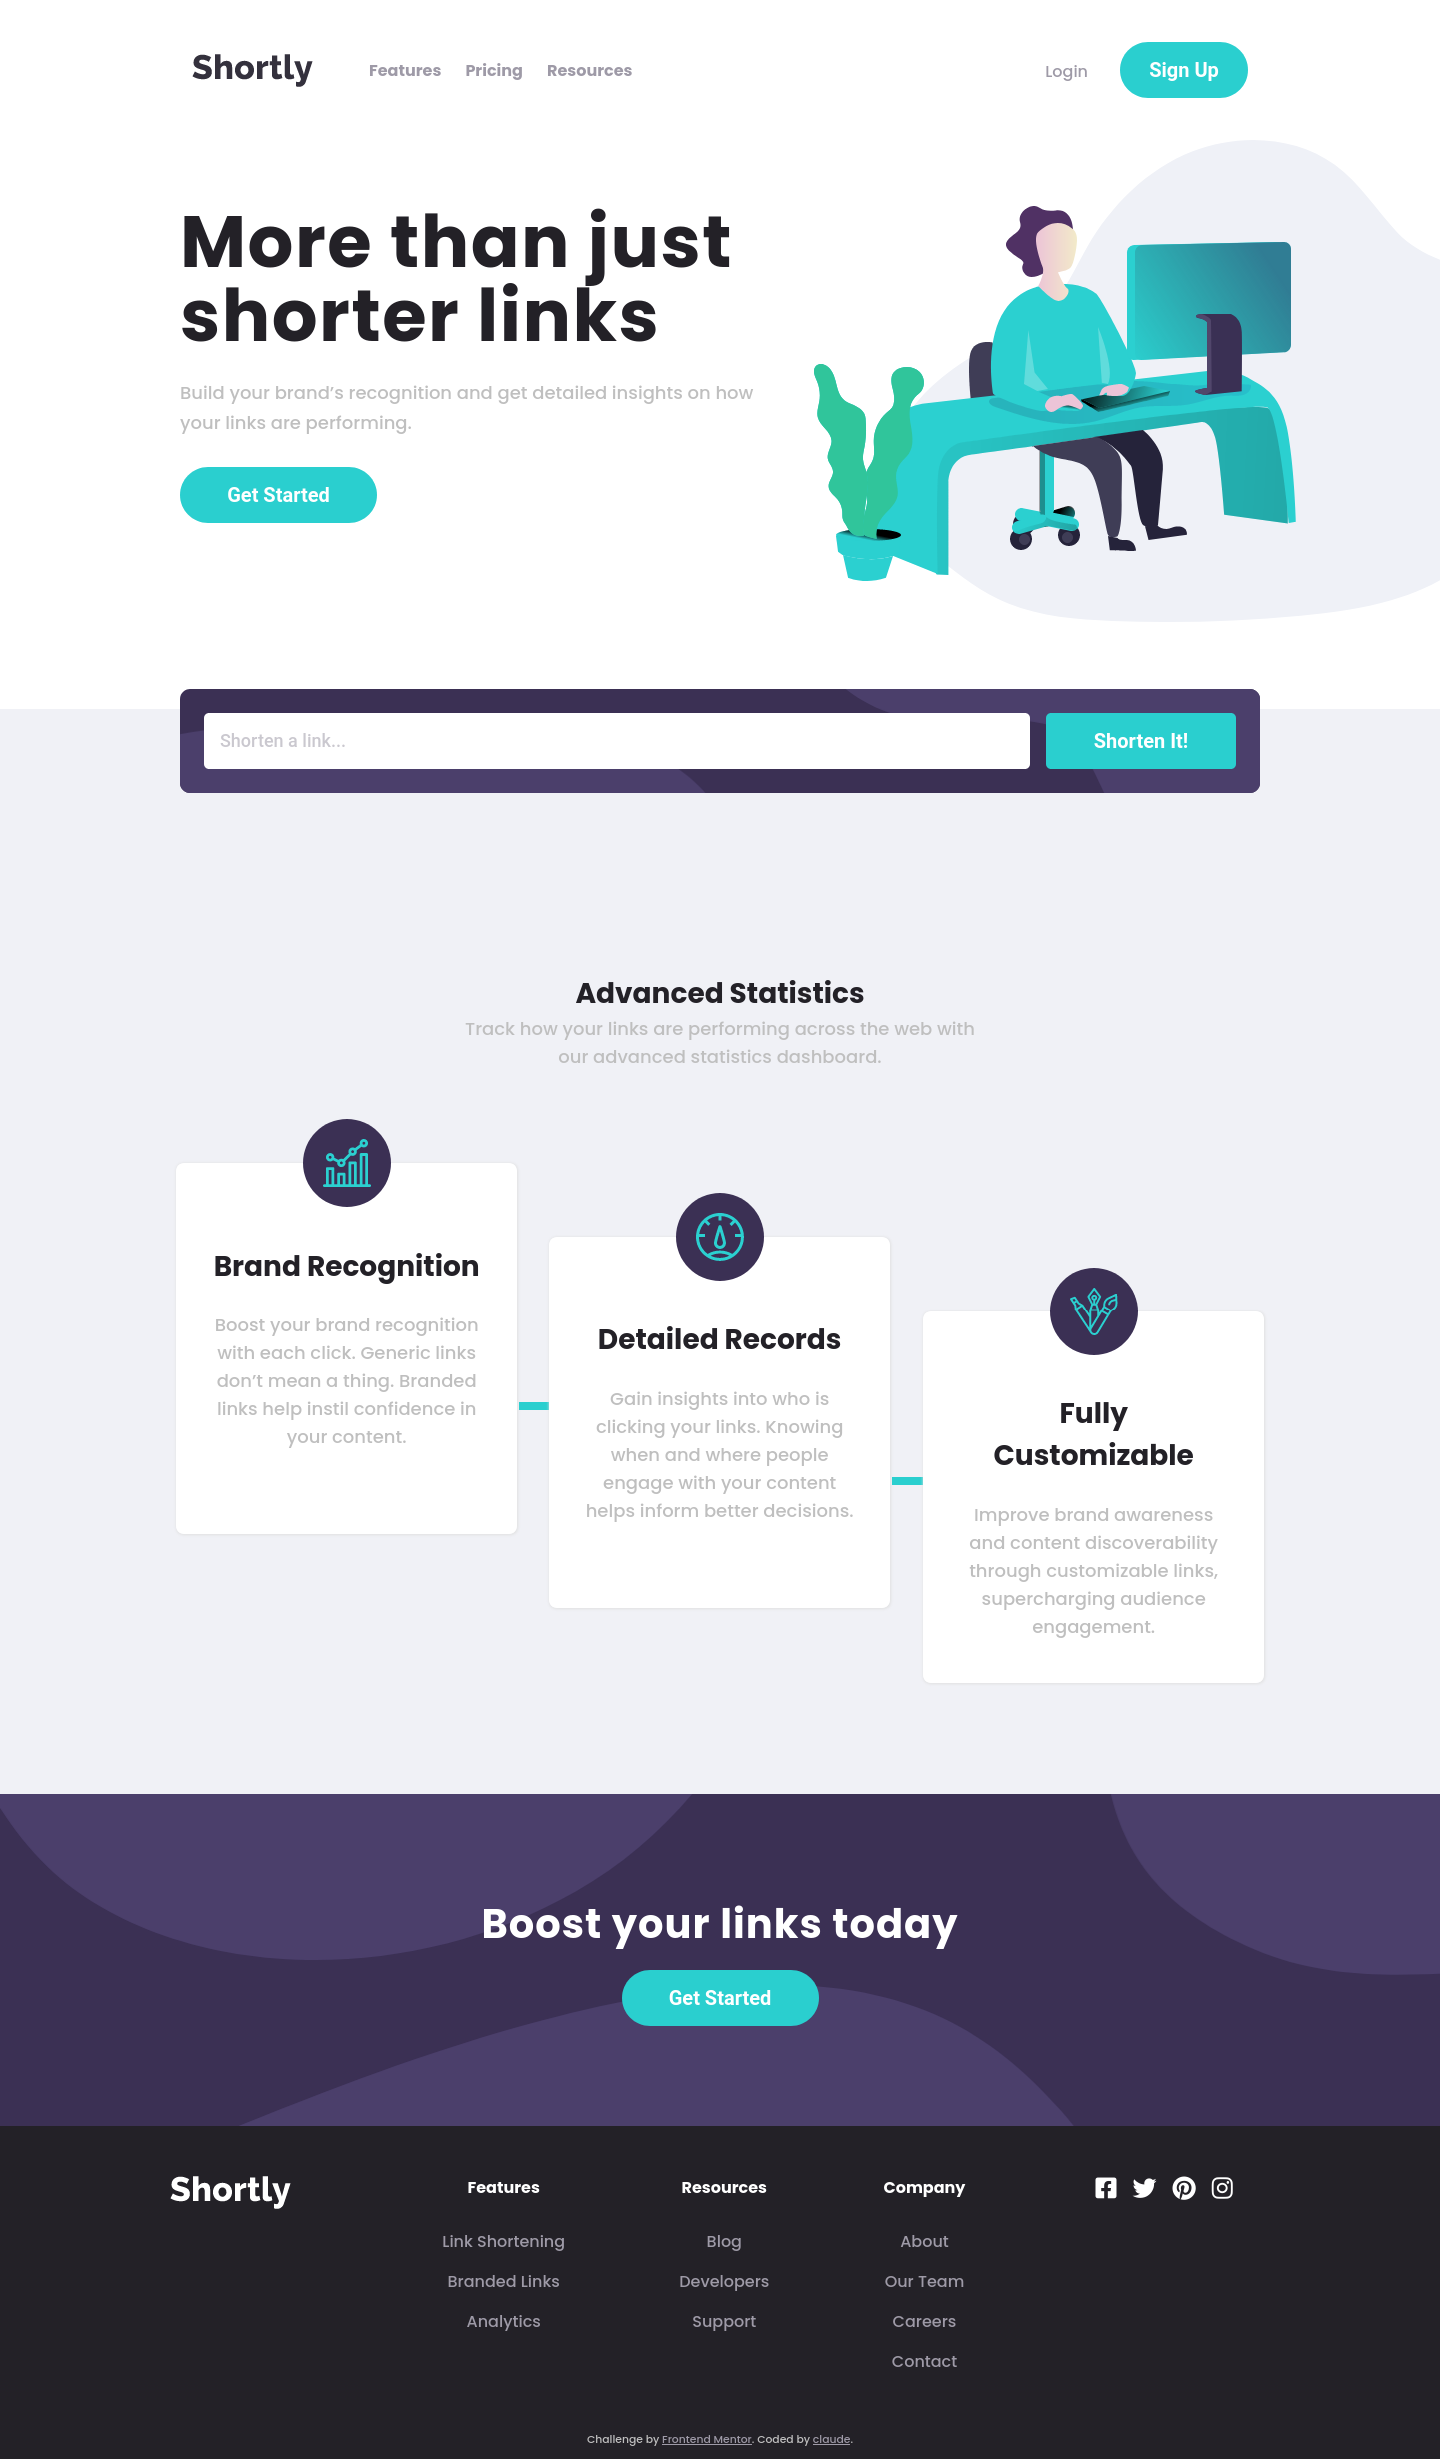 Shortly
Features Pricing Resources
Login
Sign Up
More than just
shorter links
Build your brand’s recognition and get detailed insights on how
your links are performing.
Get Started
Shorten a link...
Shorten It!
Advanced Statistics
Track how your links are performing across the web with
our advanced statistics dashboard.
Brand Recognition
Boost your brand recognition
with each click. Generic links
don’t mean a thing. Branded
links help instil confidence in
your content.
Detailed Records
Gain insights into who is
clicking your links. Knowing
when and where people
engage with your content
helps inform better decisions.
Fully
Customizable
Improve brand awareness
and content discoverability
through customizable links,
supercharging audience
engagement.
Boost your links today
Get Started
Shortly
Features
Link Shortening
Branded Links
Analytics
Resources
Blog
Developers
Support
Company
About
Our Team
Careers
Contact
Challenge by Frontend Mentor. Coded by claude.